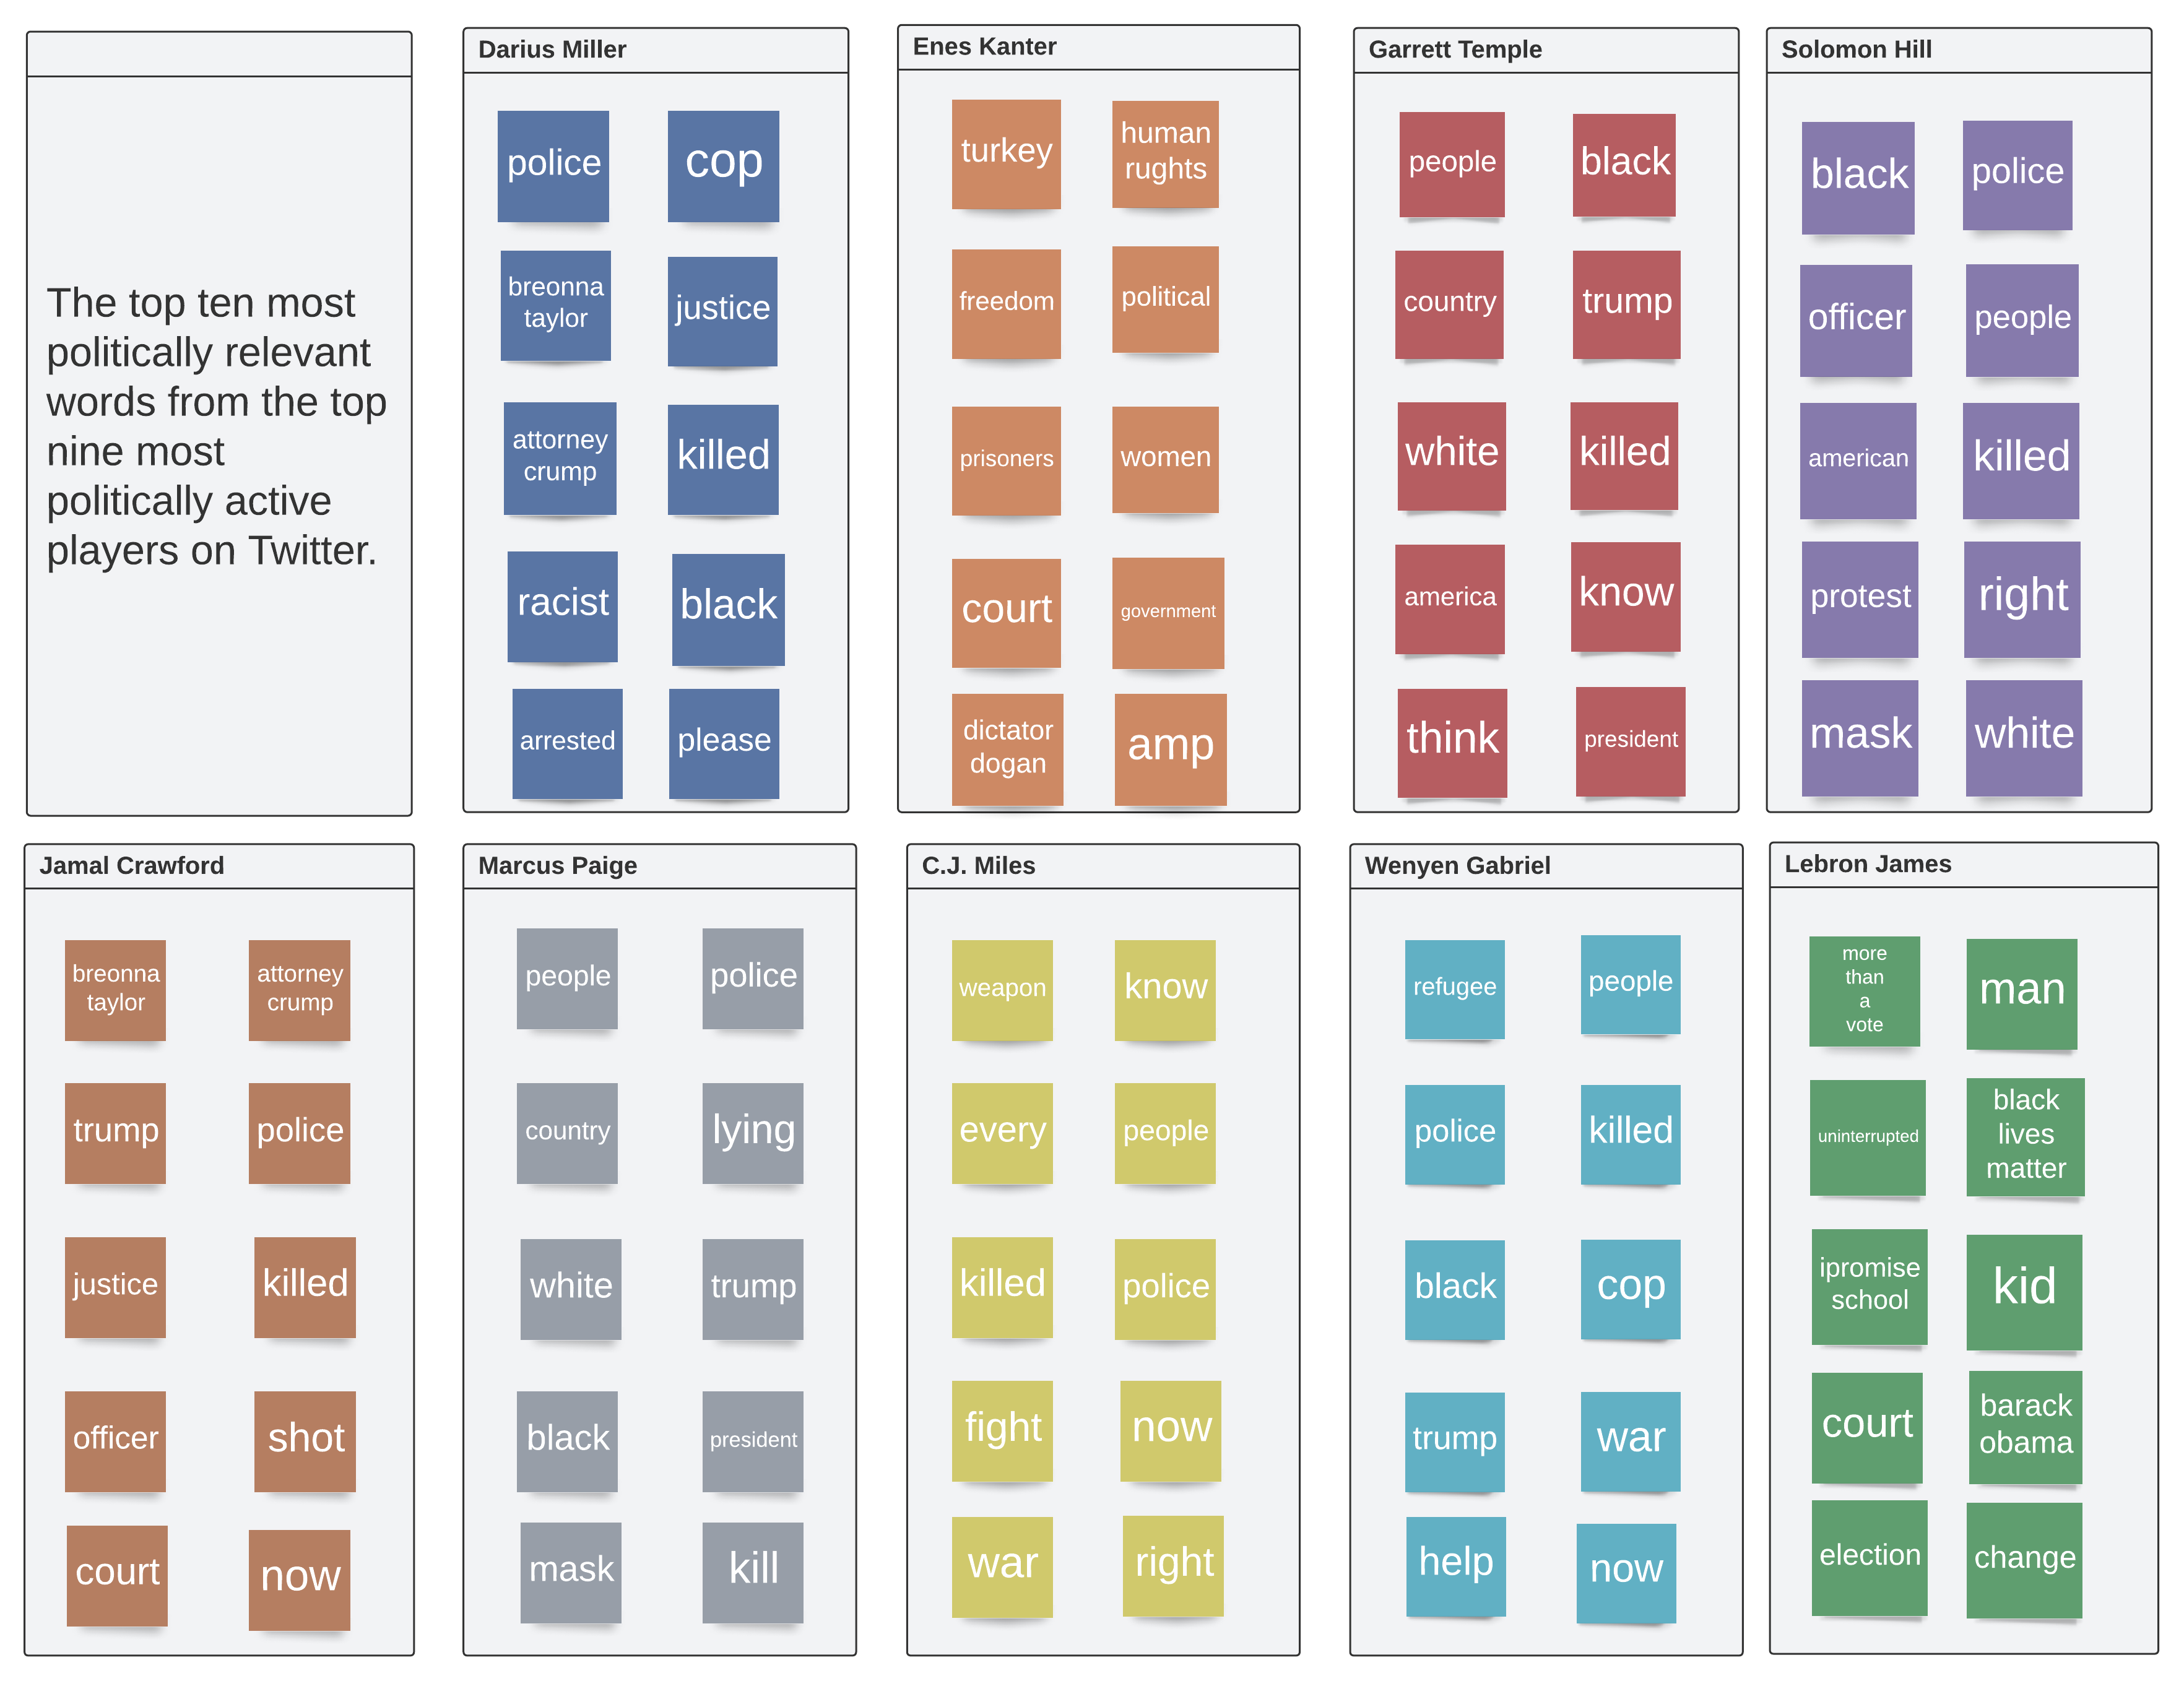 The top ten most
politically relevant
words from the top
nine most
politically active
players on Twitter.
Darius Miller
police
cop
breonna
taylor
justice
attorney
crump
killed
racist
black
arrested
please
Enes Kanter
turkey
human
rughts
freedom
political
prisoners
women
court
government
dictator
dogan
amp
Garrett Temple
people
black
country
trump
white
killed
america
know
think
president
Solomon Hill
black
police
officer
people
american
killed
protest
right
mask
white
Jamal Crawford
breonna
taylor
attorney
crump
trump
police
justice
killed
officer
shot
court
now
Marcus Paige
people
police
country
lying
white
trump
black
president
mask
kill
C.J. Miles
weapon
know
every
people
killed
police
fight
now
war
right
Wenyen Gabriel
refugee
people
police
killed
black
cop
trump
war
help
now
Lebron James
more
than
a
vote
man
uninterrupted
black
lives
matter
ipromise
school
kid
court
barack
obama
election
change